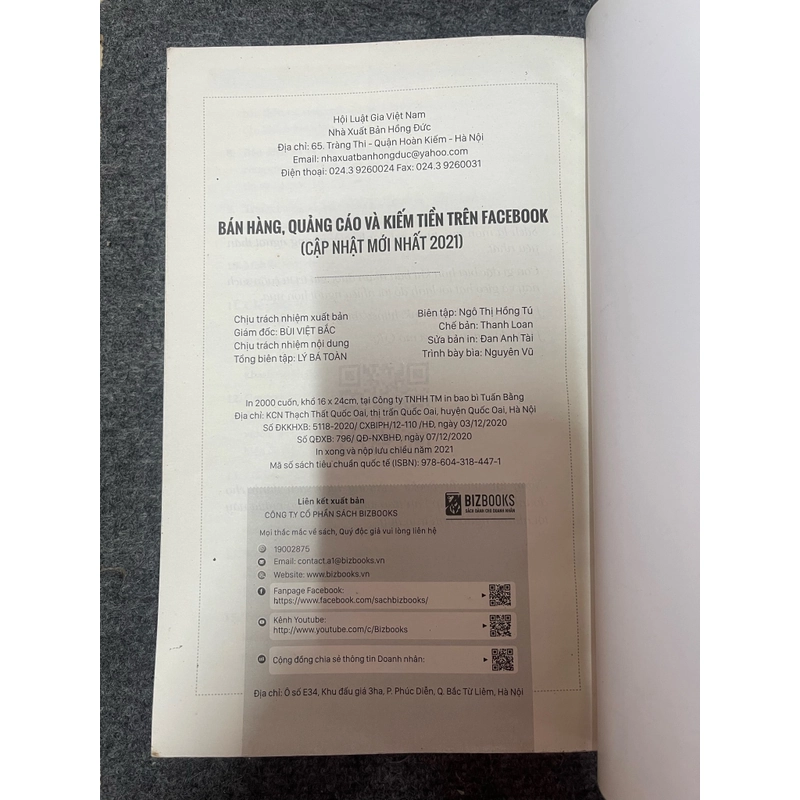 Hội Luật Gia Việt Nam
Nhà Xuất Bản Hồng Đức
Địa chỉ: 65. Tràng Thi - Quận Hoàn Kiếm - Hà Nội
Email: nhaxuatbanhongduc@yahoo.com
Điện thoại: 024.3 9260024 Fax: 024.3 9260031
BÁN HÀNG, QUẢNG CÁO VÀ KIẾM TIỀN TRÊN FACEBOOK
(CẬP NHẬT MỚI NHẤT 2021)
Chịu trách nhiệm xuất bản
Giám đốc: BÙI VIỆT BẮC
Chịu trách nhiệm nội dung
Tổng biên tập: LÝ BÁ TOÀN
Biên tập: Ngô Thị Hồng Tú
Chế bản: Thanh Loan
Sửa bản in: Đan Anh Tài
Trình bày bìa: Nguyên Vũ
In 2000 cuốn, khổ 16 x 24cm, tại Công ty TNHH TM in bao bì Tuấn Bằng
Địa chỉ: KCN Thạch Thất Quốc Oai, thị trấn Quốc Oai, huyện Quốc Oai, Hà Nội
Số ĐKKHXB: 5118-2020/ CXBIPH/12-110 /HĐ, ngày 03/12/2020
Số QĐXB: 796/ QĐ-NXBHĐ, ngày 07/12/2020
In xong và nộp lưu chiểu năm 2021
Mã số sách tiêu chuẩn quốc tế (ISBN): 978-604-318-447-1
Liên kết xuất bản
CÔNG TY CỔ PHẦN SÁCH BIZBOOKS
BIZBOOKS
SÁCH DÀNH CHO DOANH NHÂN
Mọi thắc mắc về sách, Quý độc giả vui lòng liên hệ
19002875
Email: contact.a1@bizbooks.vn
Website: www.bizbooks.vn
Fanpage Facebook:
https://www.facebook.com/sachbizbooks/
Kênh Youtube:
http://www.youtube.com/c/Bizbooks
Cộng đồng chia sẻ thông tin Doanh nhân:
Địa chỉ: Ô số E34, Khu đấu giá 3ha, P. Phúc Diễn, Q. Bắc Từ Liêm, Hà Nội